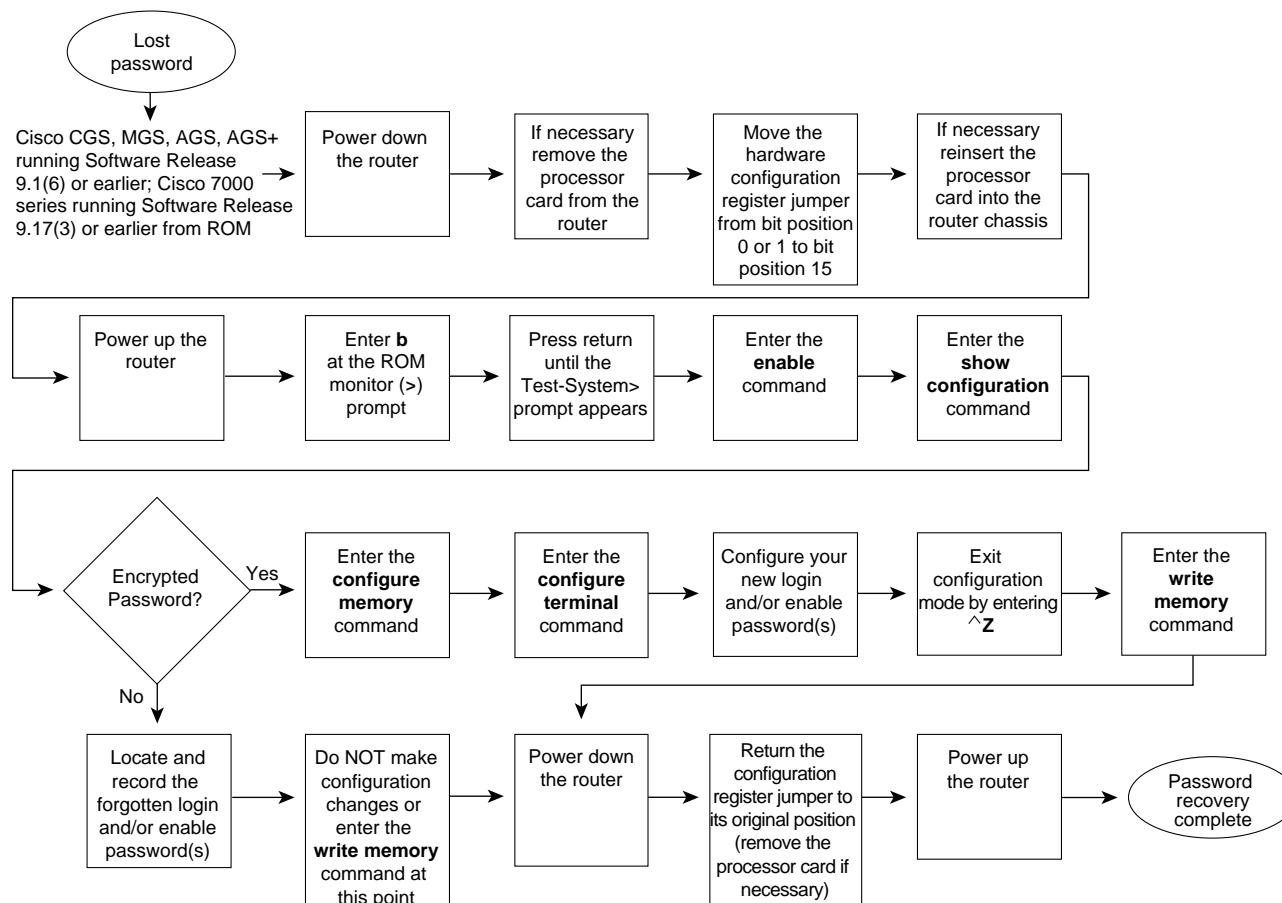 Lost
password
Cisco CGS, MGS, AGS, AGS+
running Software Release
9.1(6) or earlier; Cisco 7000
series running Software Release
9.17(3) or earlier from ROM
Power down
the router
If necessary
remove the
processor
card from the
router
Move the
hardware
configuration
register jumper
from bit position
0 or 1 to bit
position 15
If necessary
reinsert the
processor
card into the
router chassis
Power up the
router
Enter b
at the ROM
monitor (>)
prompt
Press return
until the
Test-System>
prompt appears
Enter the
enable
command
Enter the
show
configuration
command
Encrypted
Password?
Yes
No
Enter the
configure
memory
command
Enter the
configure
terminal
command
Configure your
new login
and/or enable
password(s)
Exit
configuration
mode by entering
^Z
Enter the
write
memory
command
Locate and
record the
forgotten login
and/or enable
password(s)
Do NOT make
configuration
changes or
enter the
write memory
command at
this point
Power down
the router
Return the
configuration
register jumper to
its original position
(remove the
processor card if
necessary)
Power up
the router
Password
recovery
complete